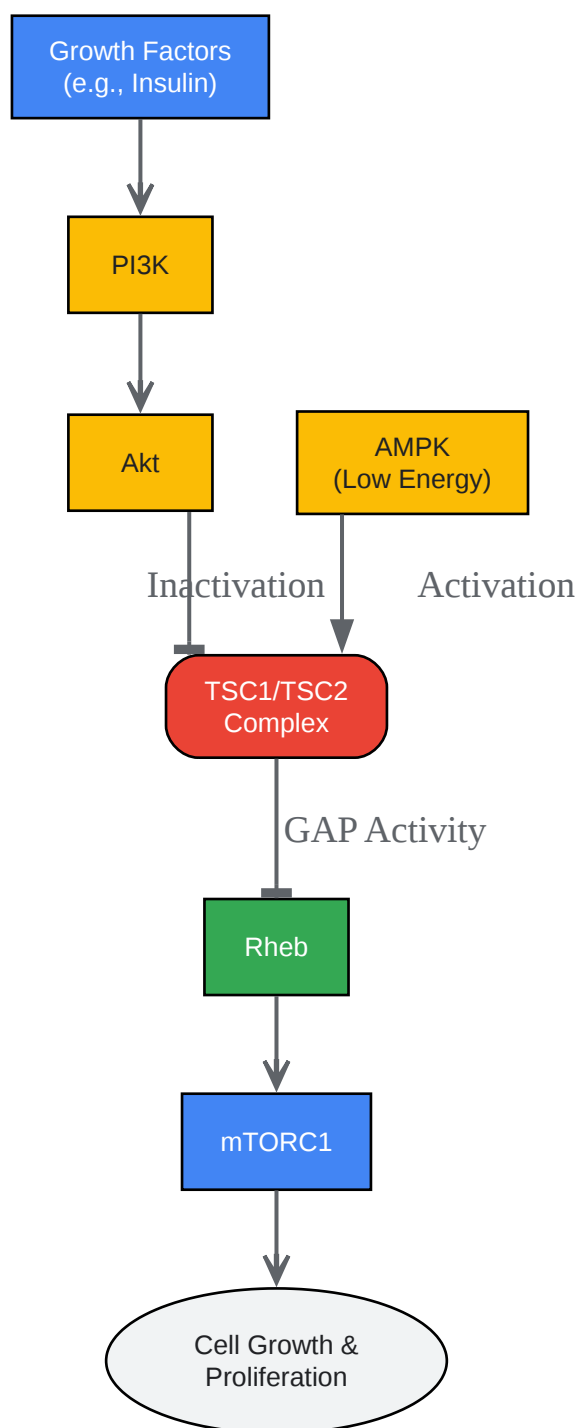 Growth Factors
(e.g., Insulin)
PI3K
Akt
AMPK
(Low Energy)
Inactivation
Activation
TSC1/TSC2
Complex
GAP Activity
Rheb
mTORC1
Cell Growth &
Proliferation